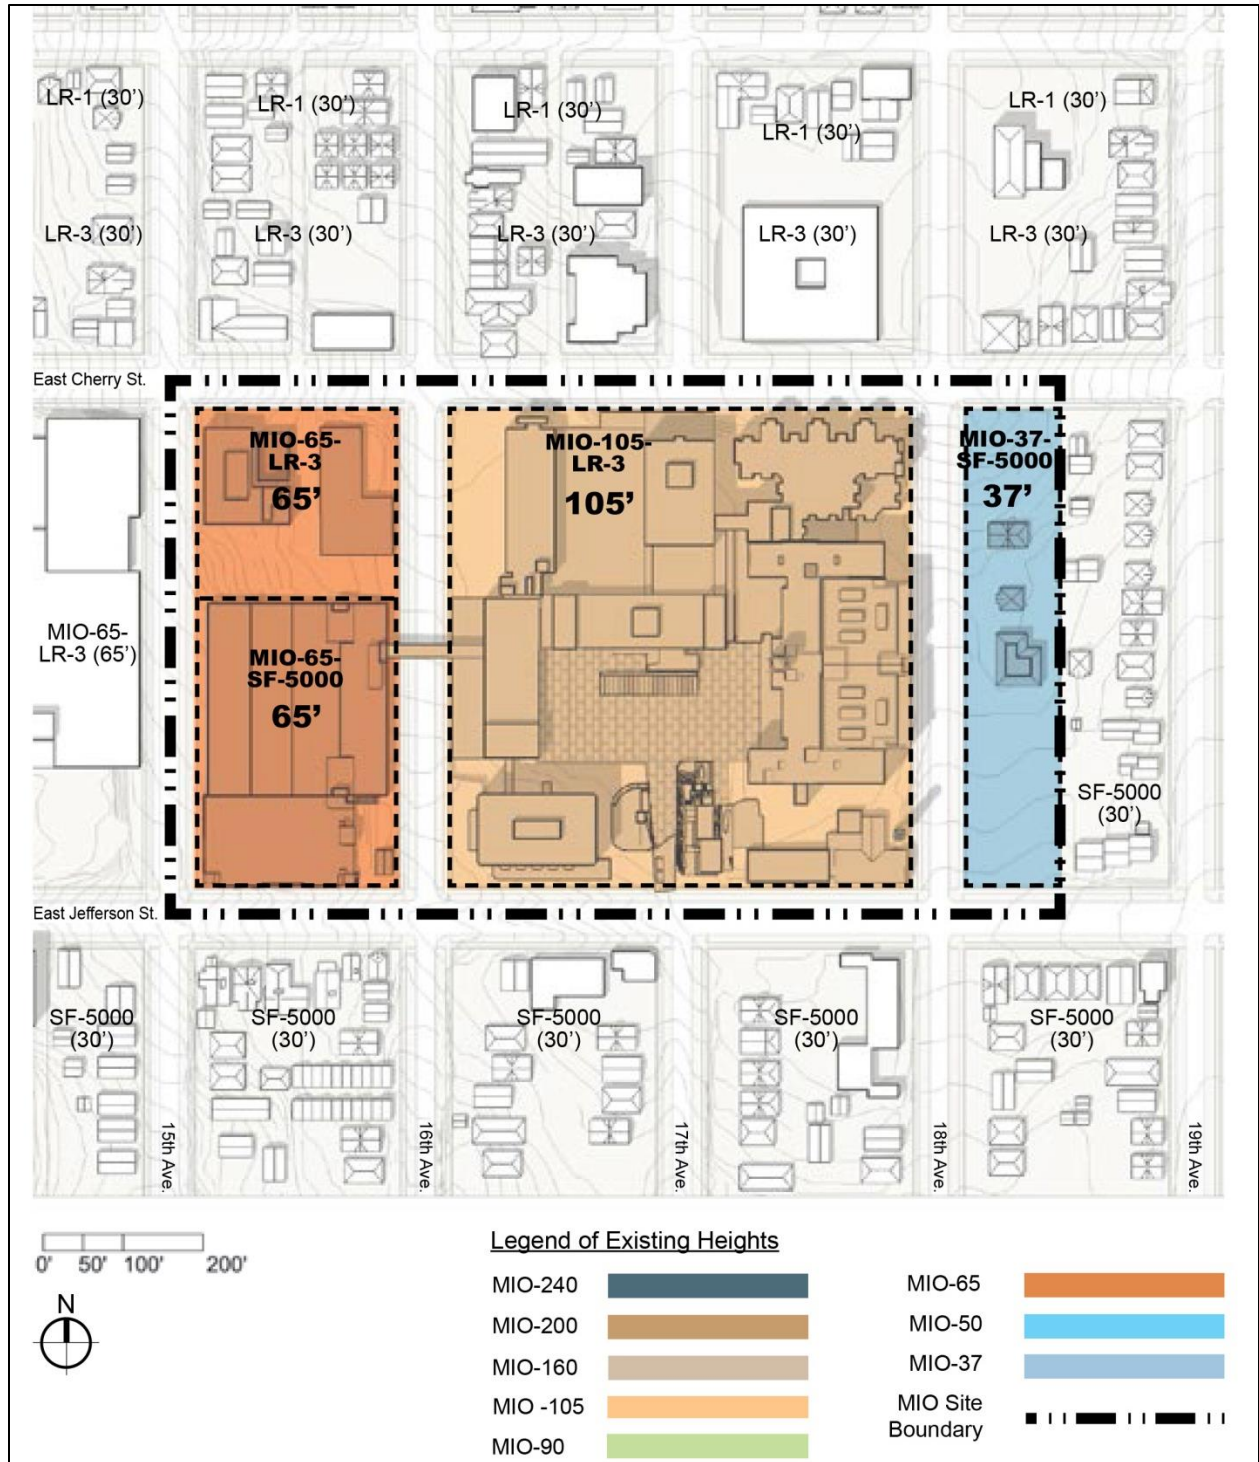 LR-1 (30')
LR-1 (30')
LR-1 (30')
LR-1 (30')
LR-1 (30')
LR-3 (30')
LR-3 (30')
LR-3 (30')
LR-3 (30')
LR-3 (30')
East Cherry St.
MIO-65-
LR-3
65'
MIO-105-
LR-3
105'
MIO-37-
SF-5000
37'
MIO-65-
LR-3 (65')
MIO-65-
SF-5000
65'
SF-5000
(30')
East Jefferson St.
SF-5000
(30')
SF-5000
(30')
SF-5000
(30')
SF-5000
(30')
SF-5000
(30')
15th Ave.
16th Ave.
17th Ave.
18th Ave.
19th Ave.
0' 50' 100' 200'
N
Legend of Existing Heights
MIO-240
MIO-200
MIO-160
MIO -105
MIO-90
MIO-65
MIO-50
MIO-37
MIO Site
Boundary